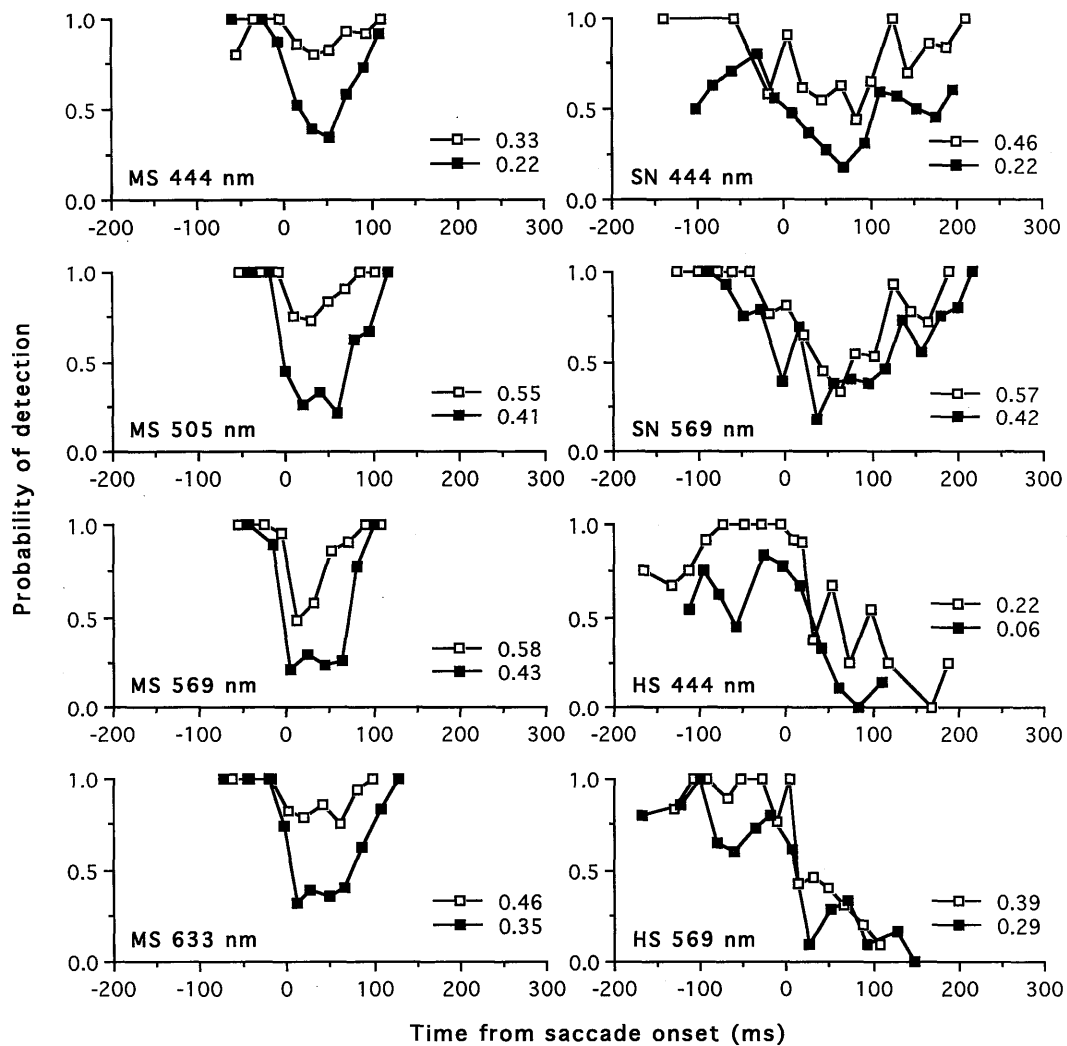 Probability of detection
1.0
0.5
0.0
0.33
0.22
MS 444 nm
-200 -100 0 100 200 300
1.0
0.5
0.0
0.46
0.22
SN 444 nm
-200 -100 0 100 200 300
1.0
0.5
0.0
0.55
0.41
MS 505 nm
-200 -100 0 100 200 300
1.0
0.5
0.0
0.57
0.42
SN 569 nm
-200 -100 0 100 200 300
1.0
0.5
0.0
0.58
0.43
MS 569 nm
-200 -100 0 100 200 300
1.0
0.5
0.0
0.22
0.06
HS 444 nm
-200 -100 0 100 200 300
1.0
0.5
0.0
0.46
0.35
MS 633 nm
-200 -100 0 100 200 300
1.0
0.5
0.0
0.39
0.29
HS 569 nm
-200 -100 0 100 200 300
Time from saccade onset (ms)